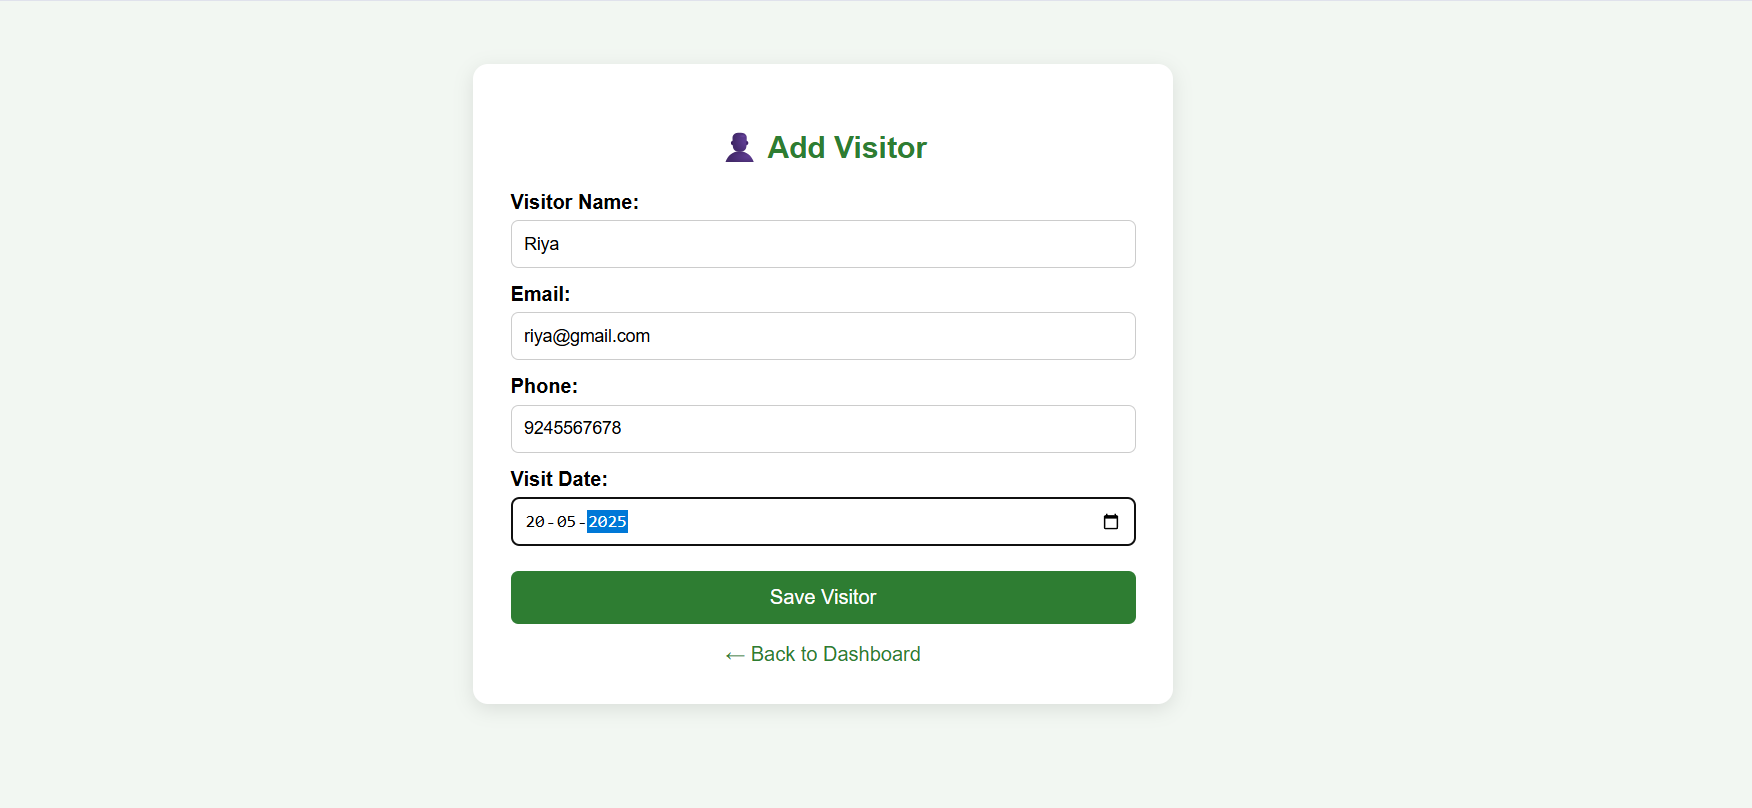 Add Visitor
Visitor Name:
Riya
Email:
riya@gmail.com
Phone:
9245567678
Visit Date:
20-05-2025
Save Visitor
← Back to Dashboard